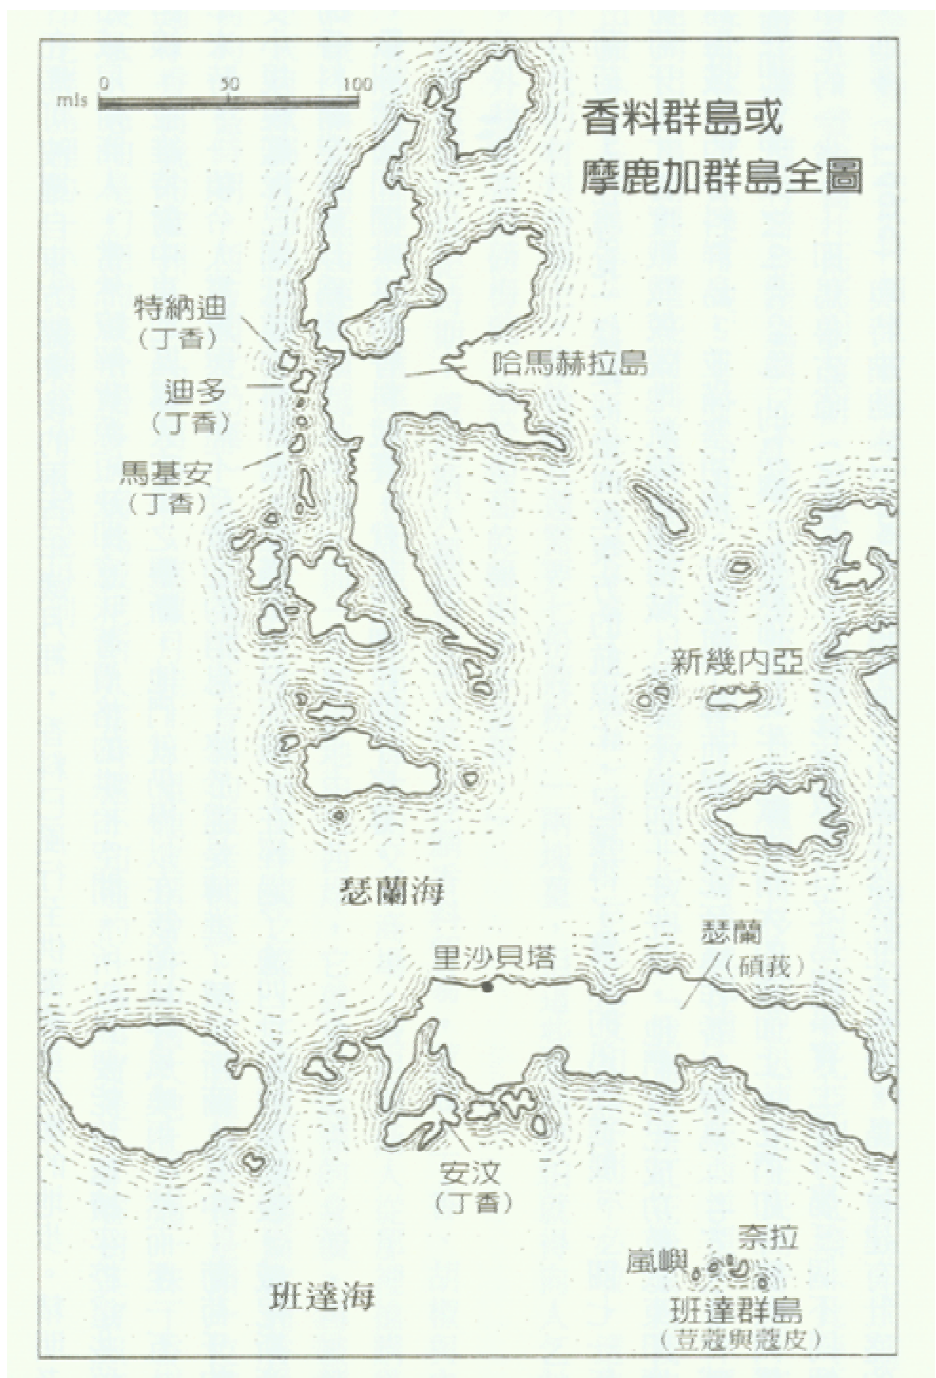 0 50 100
mls
香料群島或
摩鹿加群島全圖
特納迪
(丁香)
迪多
(丁香)
馬基安
(丁香)
哈馬赫拉島
新幾內亞
瑟蘭海
里沙貝塔
瑟蘭
(碩莪)
安汶
(丁香)
奈拉
嵐嶼
班達群島
(荳蔻與蔻皮)
班達海